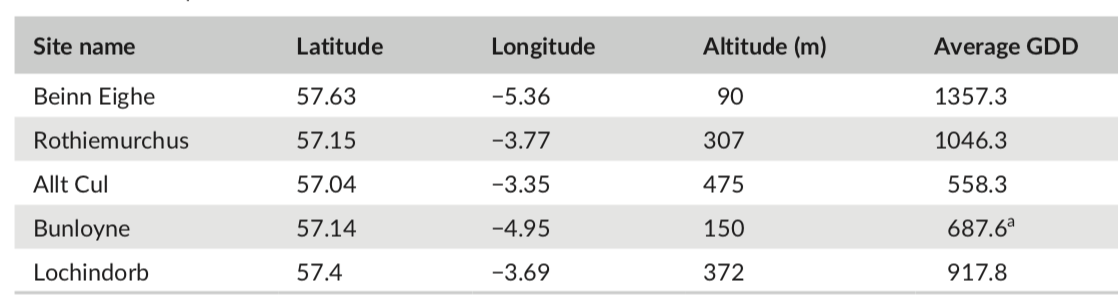 Site name Latitude Longitude Altitude (m) Average GDD
Beinn Eighe 57.63 −5.36 90 1357.3
Rothiemurchus 57.15 −3.77 307 1046.3
Allt Cul 57.04 −3.35 475 558.3
Bunloyne 57.14 −4.95 150 687.6ᵃ
Lochindorb 57.4 −3.69 372 917.8